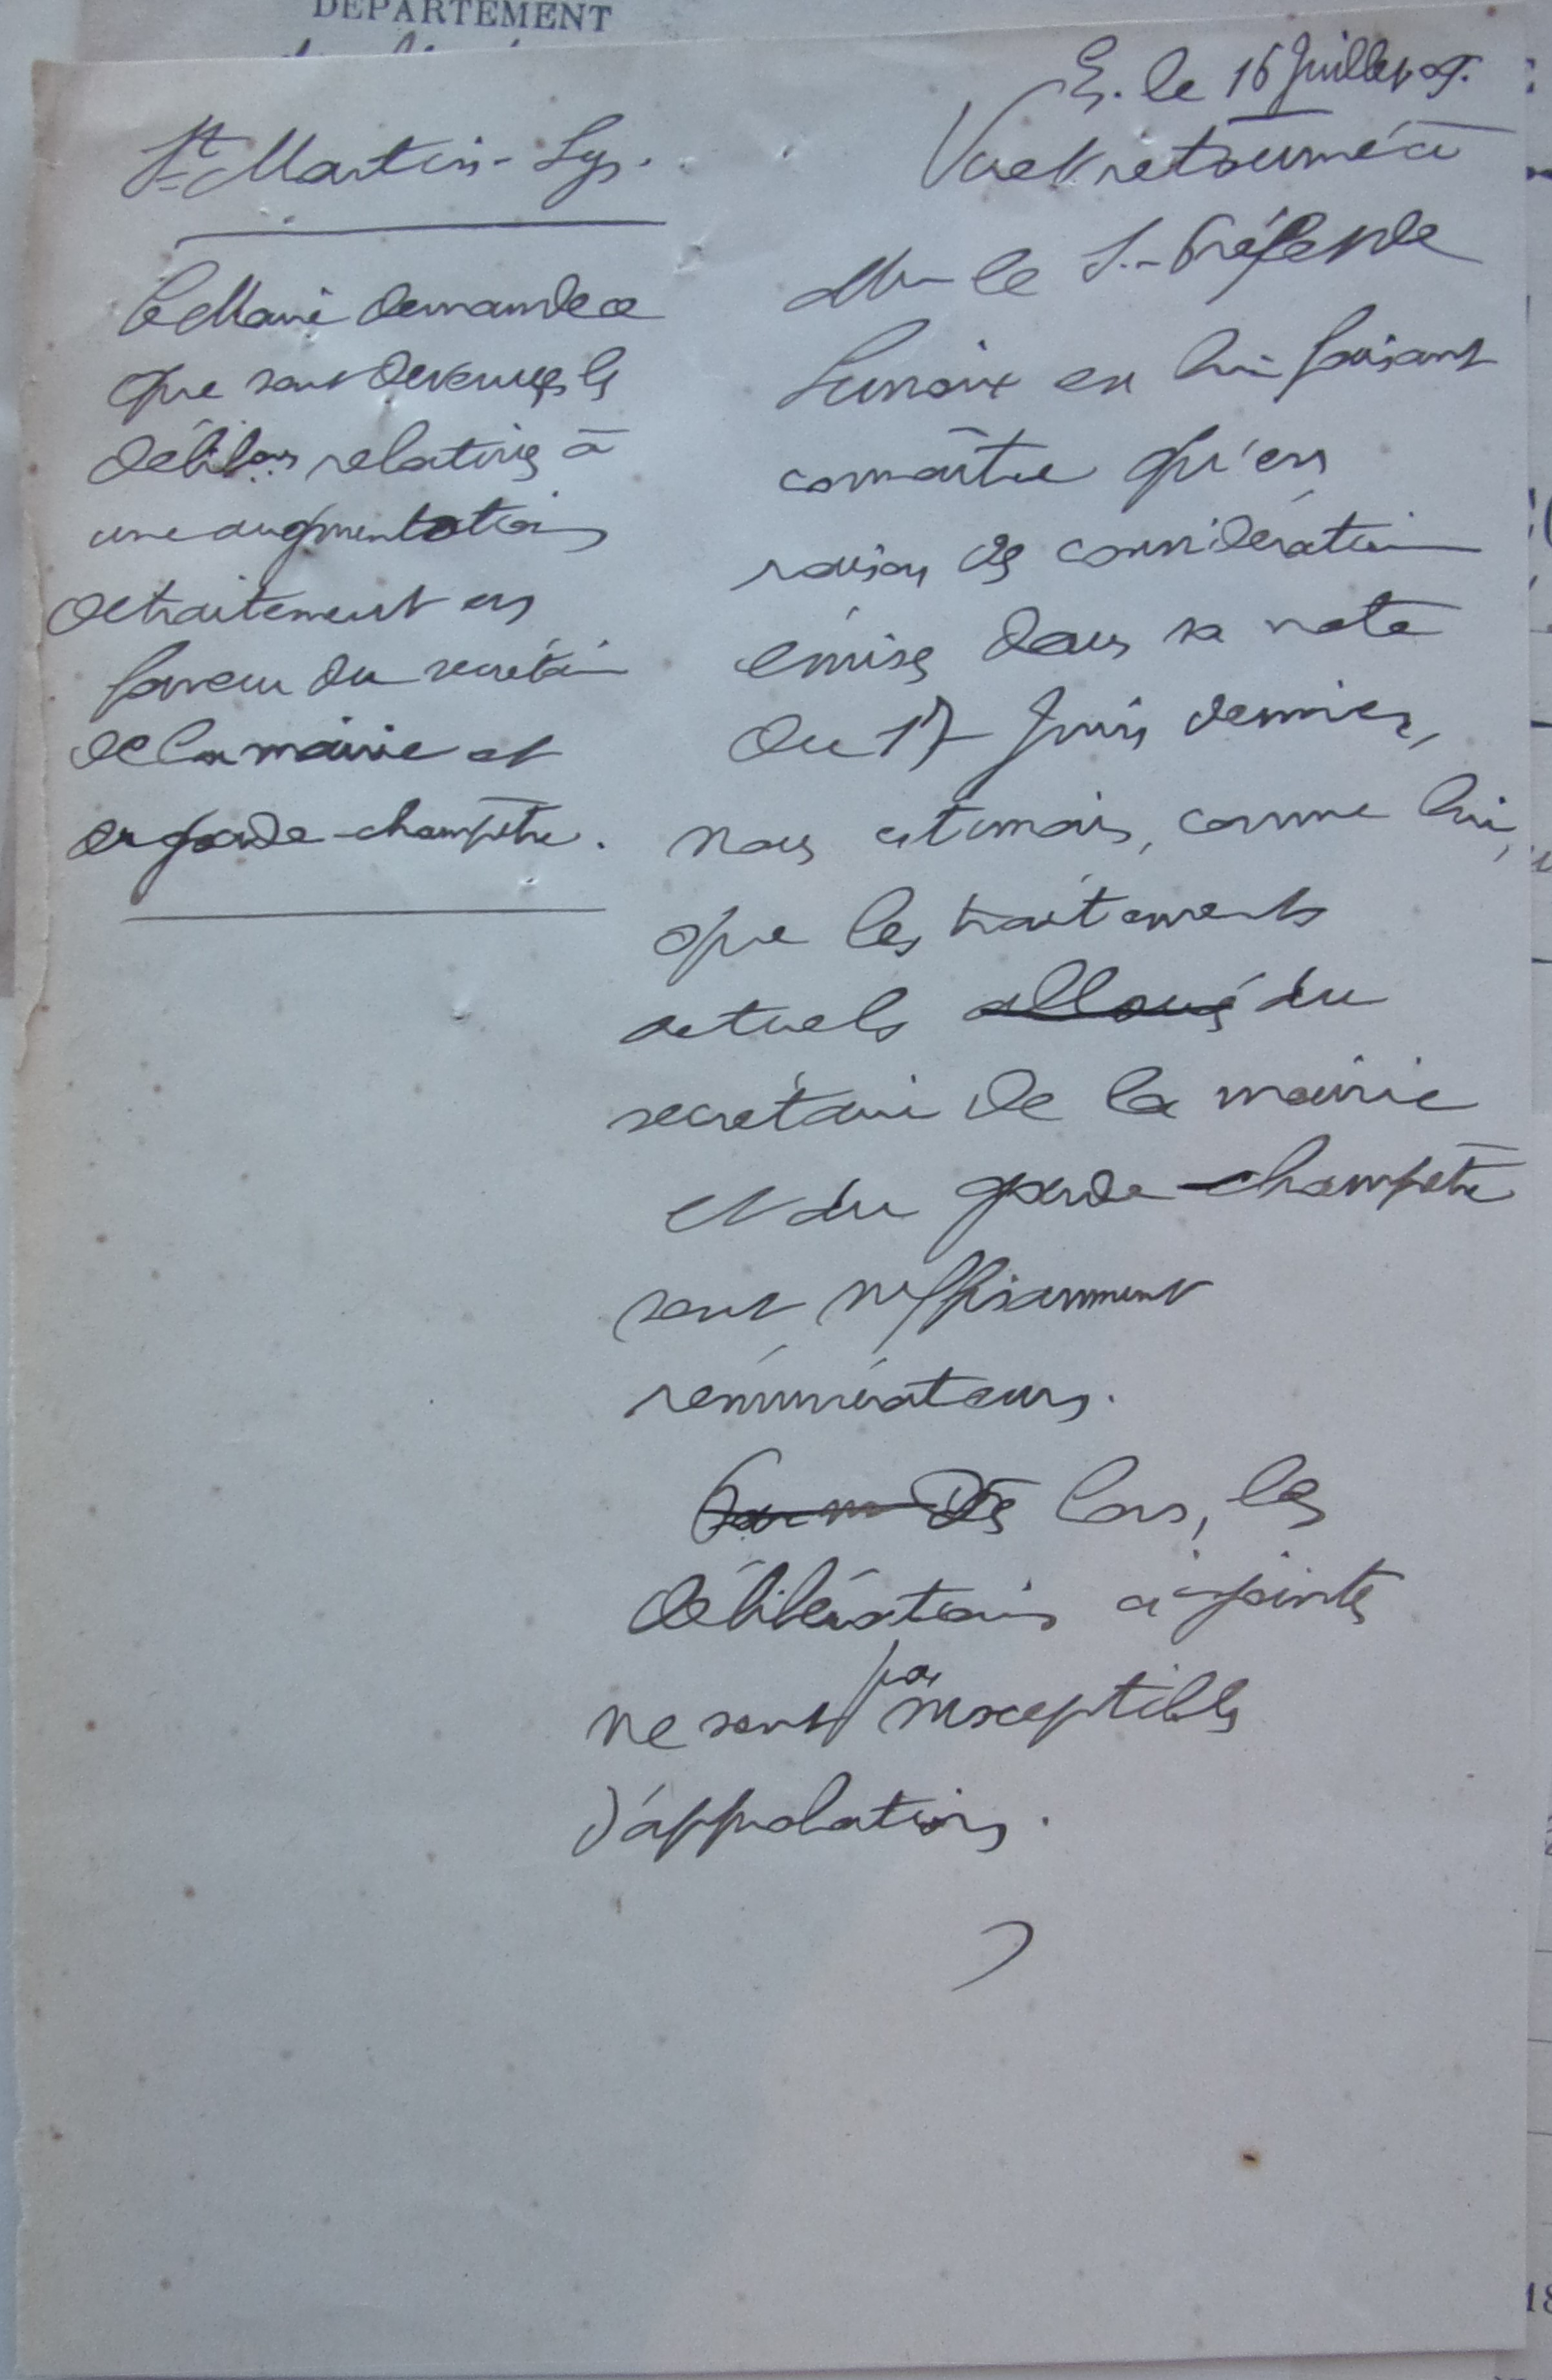 DÉPARTEMENT
St Martin-Lys.
Le Maire demande ce
que sont devenues les
délib.ons relatives à
une augmentation
de traitement en
faveur du secrétaire
de la mairie et
du garde-champêtre.
C. le 16 Juillet 09.
Vu et retourné à
Mr le S.-Préfet de
Limoux en lui faisant
connaître qu'en
raison des considérations
émises dans sa note
du 17 Juin dernier,
nous estimons, comme lui,
que les traitements
actuels alloués du
secrétaire de la mairie
et du garde-champêtre
sont suffisamment
rémunérateurs.
Dès lors, les
délibérations ci-jointes
ne sont pas susceptibles
d'approbation.
18